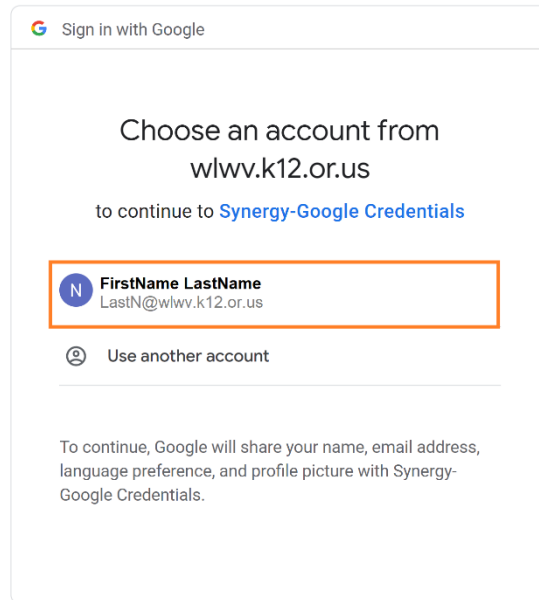 Sign in with Google
Choose an account from
wlwv.k12.or.us
to continue to Synergy-Google Credentials
N
FirstName LastName
LastN@wlwv.k12.or.us
Use another account
To continue, Google will share your name, email address,
language preference, and profile picture with Synergy-
Google Credentials.